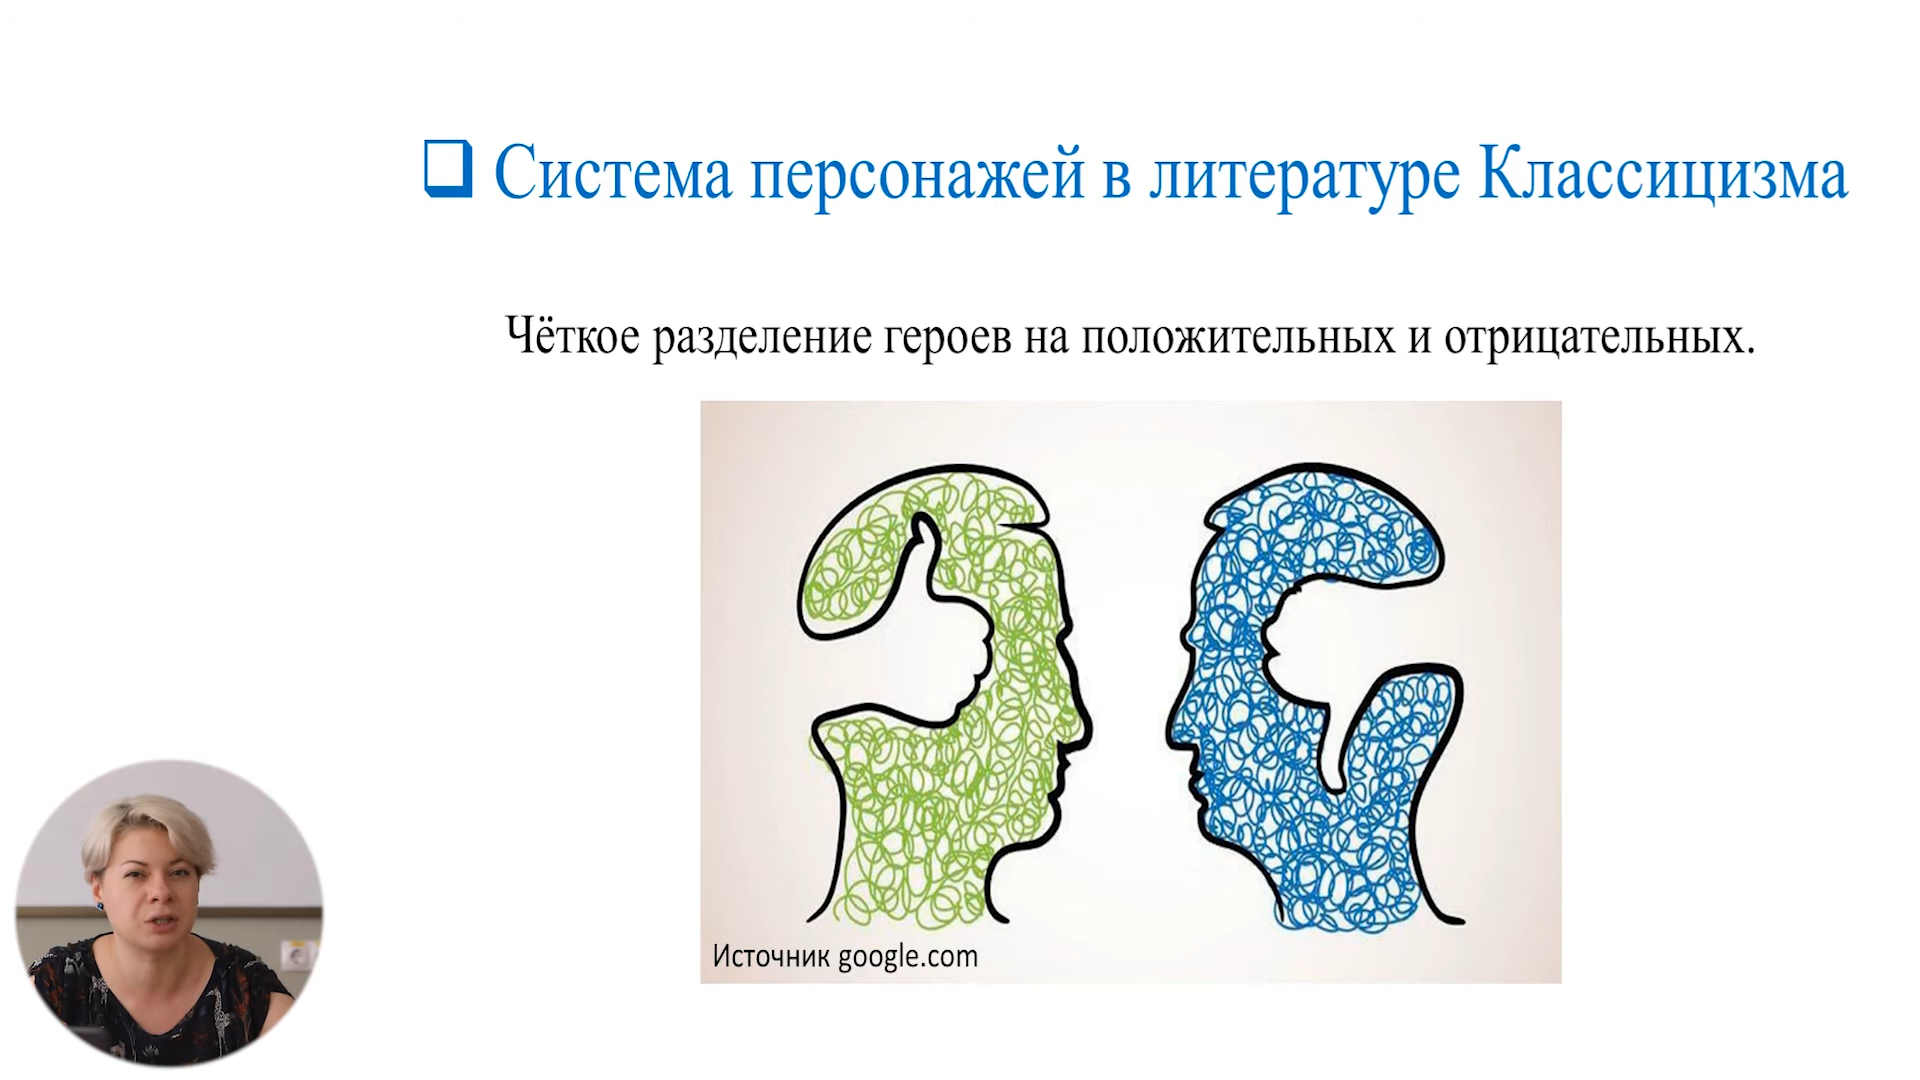 Система персонажей в литературе Классицизма
Чёткое разделение героев на положительных и отрицательных.
Источник google.com